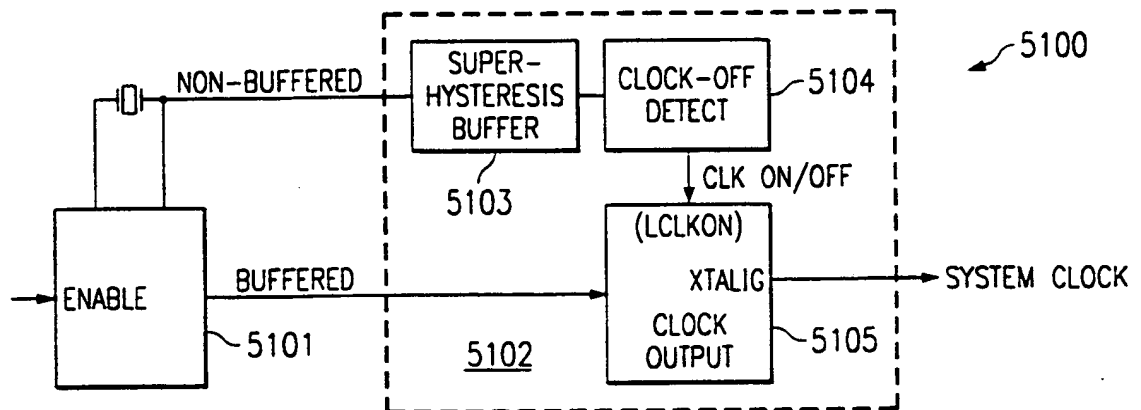 5100
NON-BUFFERED
SUPER-
HYSTERESIS
BUFFER
5103
CLOCK-OFF
DETECT
5104
CLK ON/OFF
(LCLKON)
XTALIG
CLOCK
OUTPUT
5105
SYSTEM CLOCK
ENABLE
5101
BUFFERED
5102